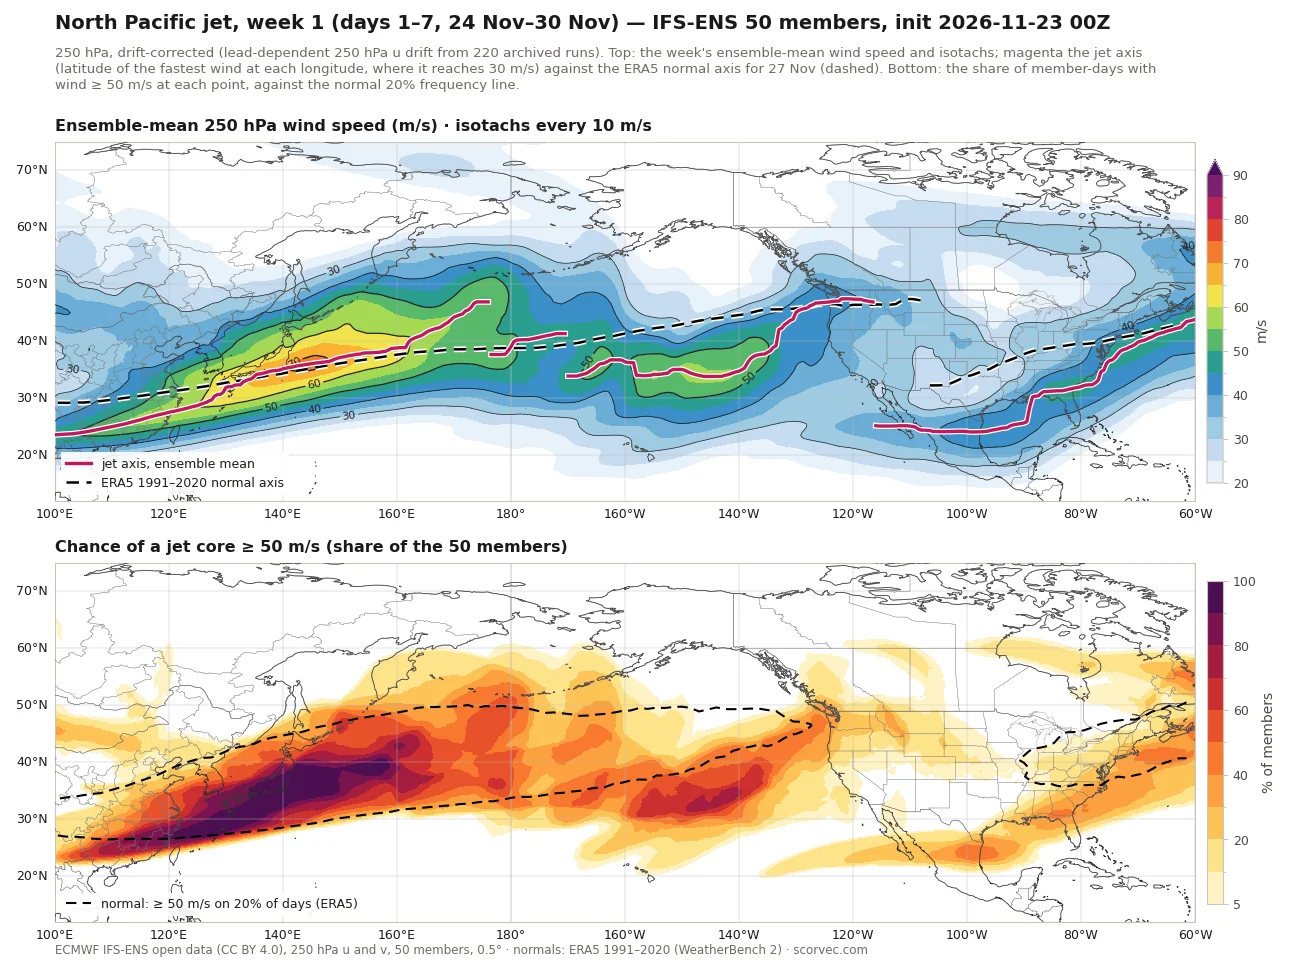 North Pacific jet, week 1 (days 1–7, 24 Nov–30 Nov) — IFS-ENS 50 members, init 2026-11-23 00Z
250 hPa, drift-corrected (lead-dependent 250 hPa u drift from 220 archived runs). Top: the week's ensemble-mean wind speed and isotachs; magenta the jet axis
(latitude of the fastest wind at each longitude, where it reaches 30 m/s) against the ERA5 normal axis for 27 Nov (dashed). Bottom: the share of member-days with
wind ≥ 50 m/s at each point, against the normal 20% frequency line.
Ensemble-mean 250 hPa wind speed (m/s) · isotachs every 10 m/s
70°N
60°N
50°N
40°N
30°N
20°N
30
30
70
60
50
40
30
50
50
40
30
jet axis, ensemble mean
ERA5 1991–2020 normal axis
100°E 120°E 140°E 160°E 180° 160°W 140°W 120°W 100°W 80°W 60°W
90
80
70
60
50
40
30
20
m/s
Chance of a jet core ≥ 50 m/s (share of the 50 members)
70°N
60°N
50°N
40°N
30°N
20°N
normal: ≥ 50 m/s on 20% of days (ERA5)
100°E 120°E 140°E 160°E 180° 160°W 140°W 120°W 100°W 80°W 60°W
100
80
60
40
20
5
% of members
ECMWF IFS-ENS open data (CC BY 4.0), 250 hPa u and v, 50 members, 0.5° · normals: ERA5 1991–2020 (WeatherBench 2) · scorvec.com